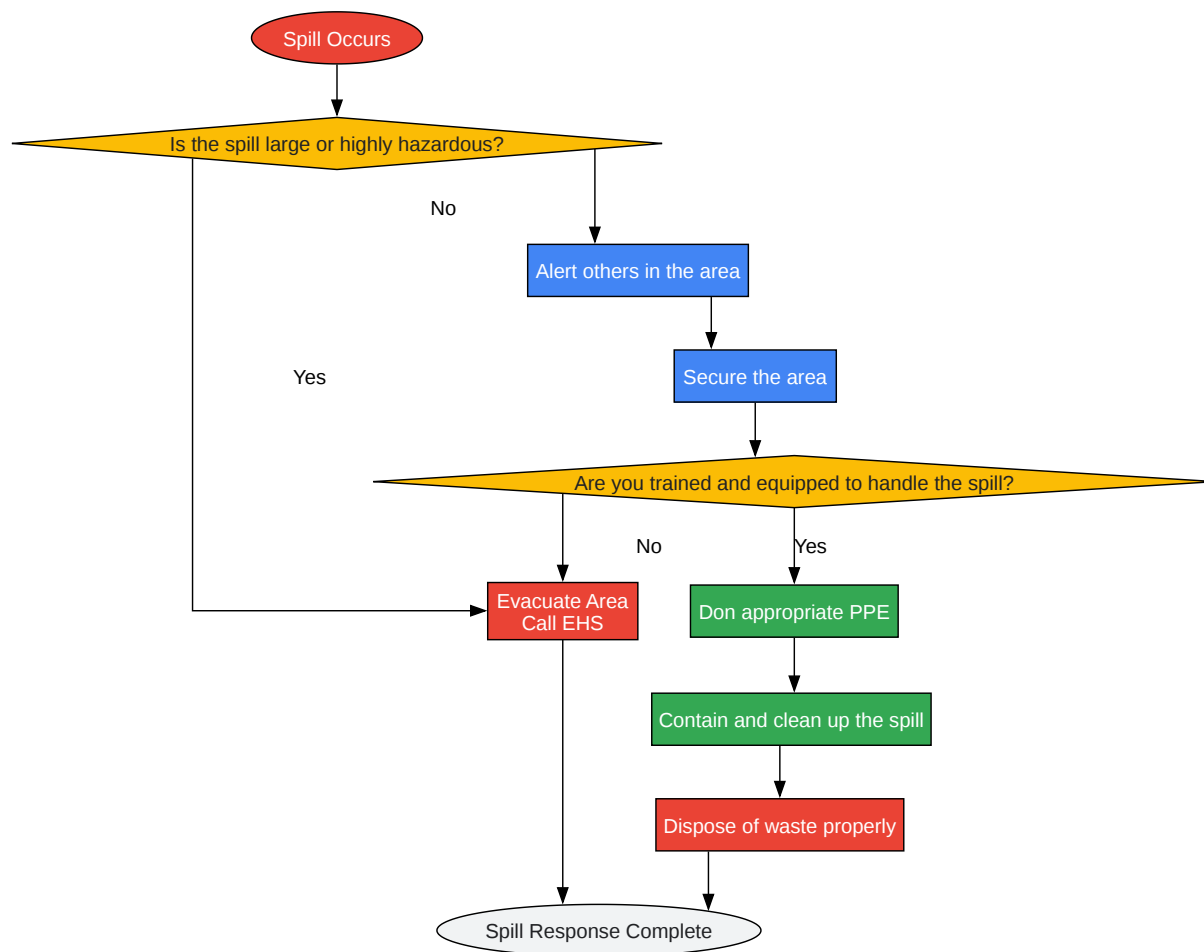 Spill Occurs
Is the spill large or highly hazardous?
No
Alert others in the area
Yes
Secure the area
Are you trained and equipped to handle the spill?
No
Yes
Evacuate Area
Call EHS
Don appropriate PPE
Contain and clean up the spill
Dispose of waste properly
Spill Response Complete